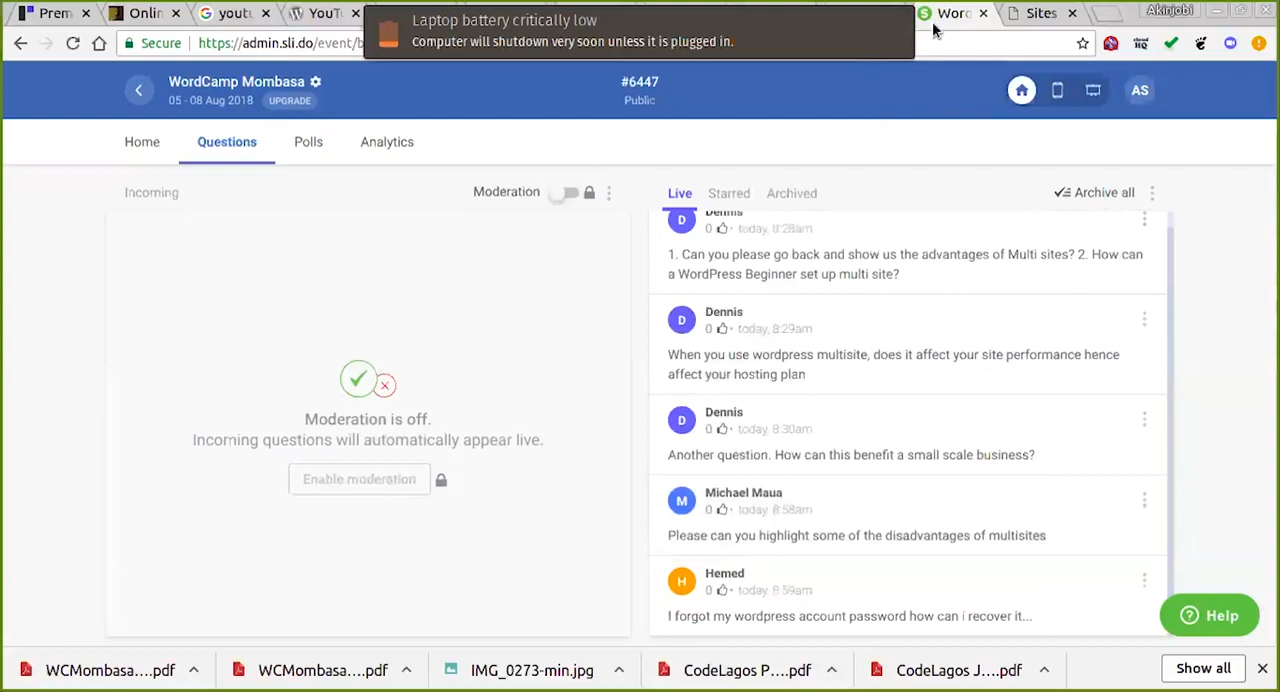 Prem
Onlin
yout
YouT
Laptop battery critically low
Computer will shutdown very soon unless it is plugged in.
Word
Sites
Akinjobi
Secure
https://admin.sli.do/event/b
WordCamp Mombasa
05 - 08 Aug 2018
UPGRADE
#6447
Public
AS
Home
Questions
Polls
Analytics
Incoming
Moderation
Live
Starred
Archived
Archive all
Moderation is off.
Incoming questions will automatically appear live.
Enable moderation
Dennis
D
0 · today, 8:28am
1. Can you please go back and show us the advantages of Multi sites? 2. How can
a WordPress Beginner set up multi site?
D
Dennis
0 · today, 8:29am
When you use wordpress multisite, does it affect your site performance hence
affect your hosting plan
D
Dennis
0 · today, 8:30am
Another question. How can this benefit a small scale business?
M
Michael Maua
0 · today, 8:58am
Please can you highlight some of the disadvantages of multisites
H
Hemed
0 · today, 8:59am
I forgot my wordpress account password how can i recover it...
Help
WCMombasa....pdf
WCMombasa....pdf
IMG_0273-min.jpg
CodeLagos P....pdf
CodeLagos J....pdf
Show all